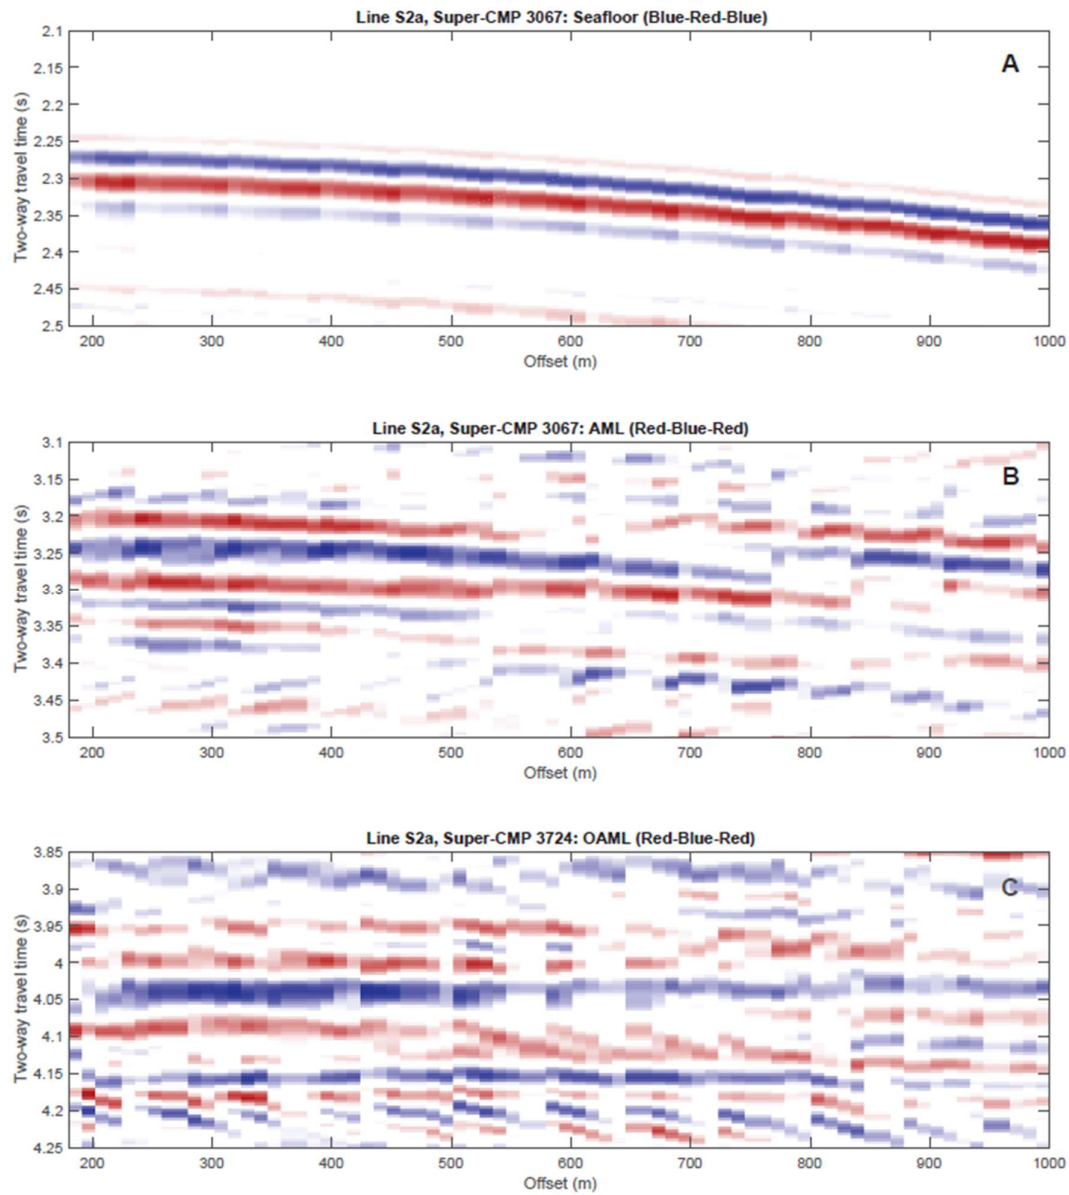 Line S2a, Super-CMP 3067: Seafloor (Blue-Red-Blue)
A
Two-way travel time (s)
2.1
2.15
2.2
2.25
2.3
2.35
2.4
2.45
2.5
200 300 400 500 600 700 800 900 1000
Offset (m)
Line S2a, Super-CMP 3067: AML (Red-Blue-Red)
B
Two-way travel time (s)
3.1
3.15
3.2
3.25
3.3
3.35
3.4
3.45
3.5
200 300 400 500 600 700 800 900 1000
Offset (m)
Line S2a, Super-CMP 3724: OAML (Red-Blue-Red)
C
Two-way travel time (s)
3.85
3.9
3.95
4
4.05
4.1
4.15
4.2
4.25
200 300 400 500 600 700 800 900 1000
Offset (m)